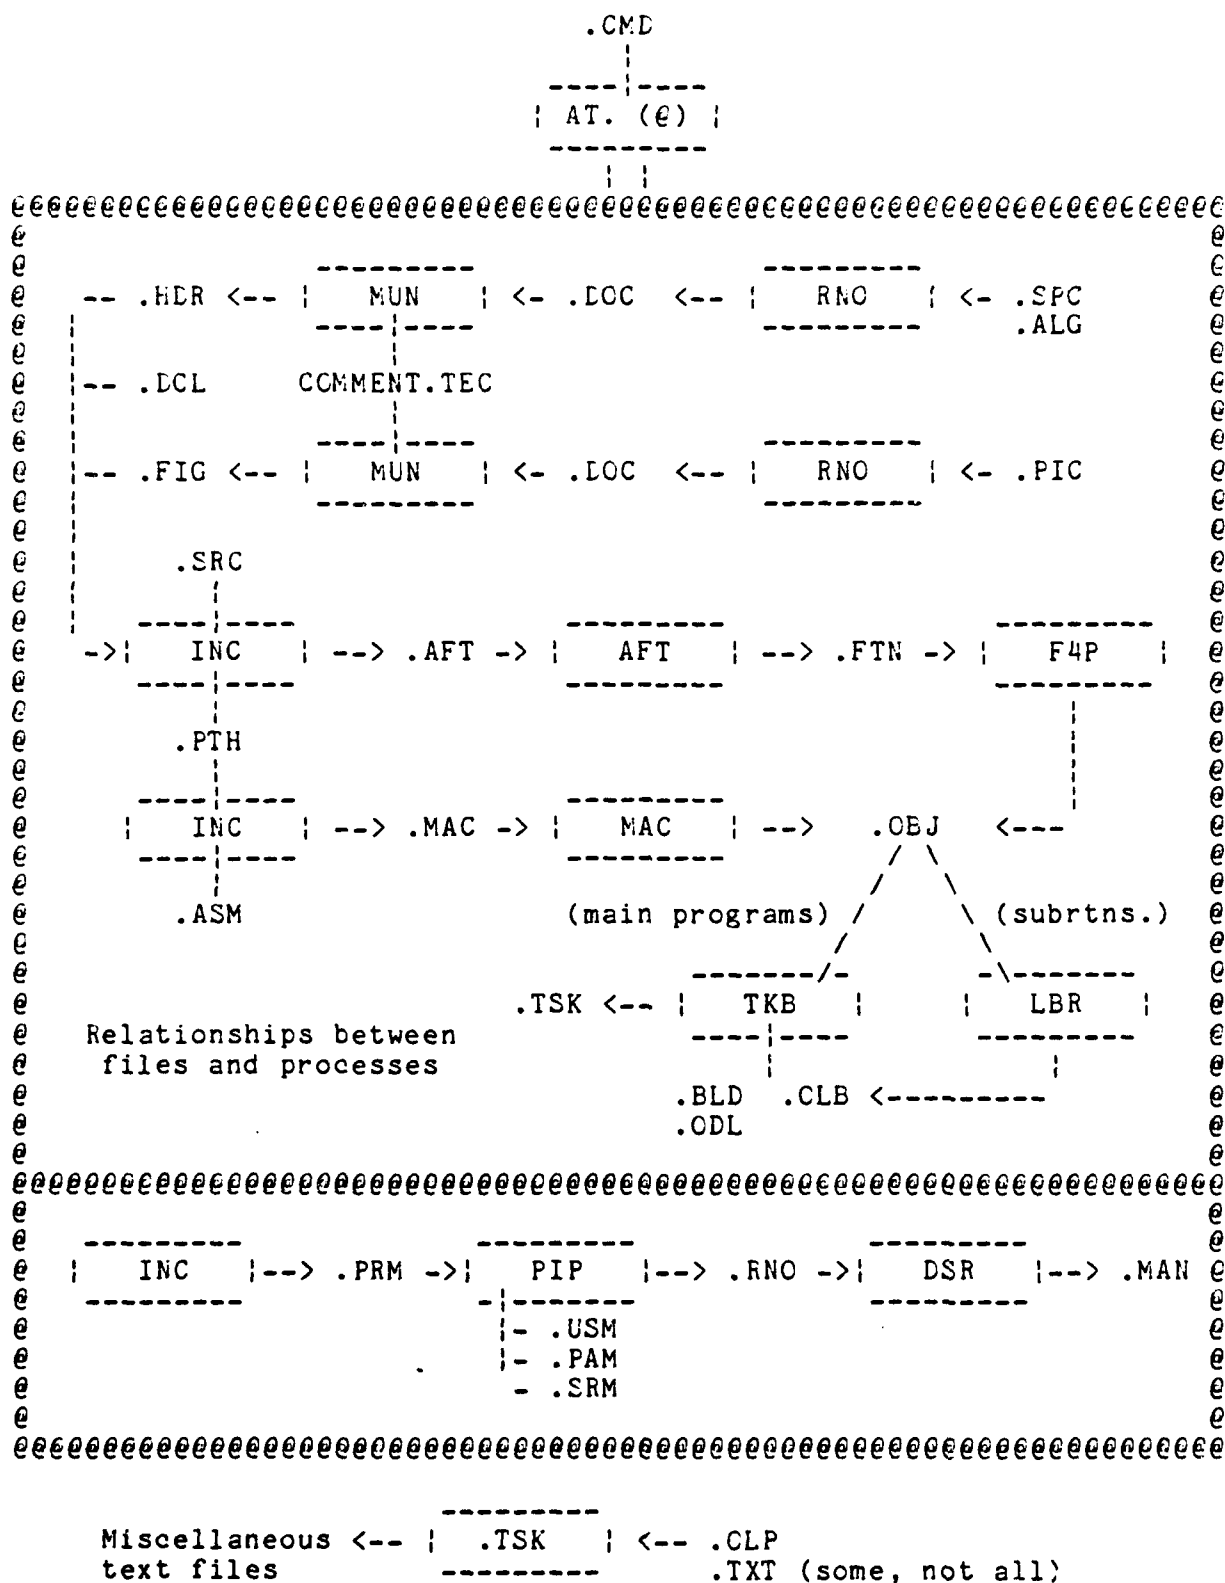 .CMD
AT. (@)
-- .HDR <-- | MUN | <- .DOC <-- | RNO | <- .SPC
.ALG
-- .DCL COMMENT.TEC
-- .FIG <-- | MUN | <- .DOC <-- | RNO | <- .PIC
.SRC
->| INC | --> .AFT -> | AFT | --> .FTN -> | F4P |
.PTH
| INC | --> .MAC -> | MAC | --> .OBJ <---
.ASM (main programs) / \ (subrtns.)
.TSK <-- | TKB | | LBR |
Relationships between
files and processes
.BLD .CLB <----------
.ODL
| INC |--> .PRM ->| PIP |--> .RNO ->| DSR |--> .MAN
|- .USM
|- .PAM
- .SRM
Miscellaneous <-- | .TSK | <-- .CLP
text files .TXT (some, not all)